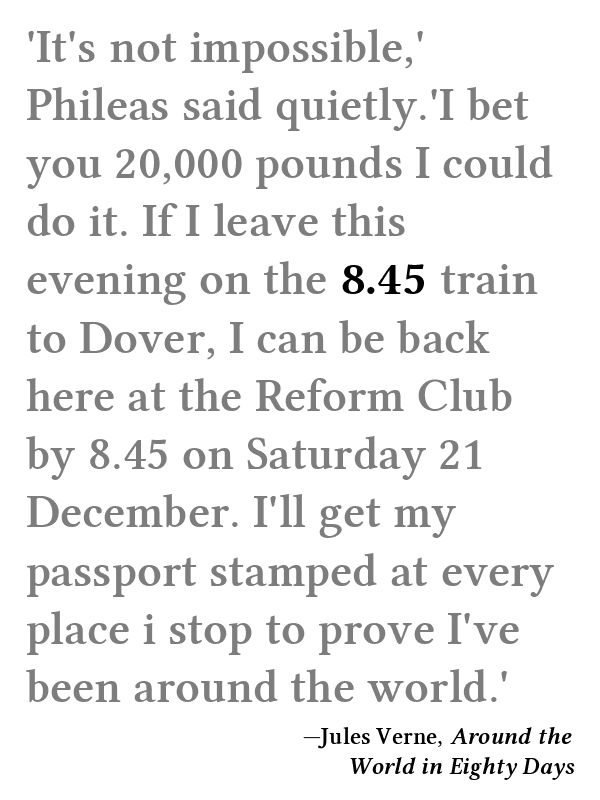 'It's not impossible,'
Phileas said quietly.'I bet
you 20,000 pounds I could
do it. If I leave this
evening on the 8.45 train
to Dover, I can be back
here at the Reform Club
by 8.45 on Saturday 21
December. I'll get my
passport stamped at every
place i stop to prove I've
been around the world.'
—Jules Verne, Around the
World in Eighty Days